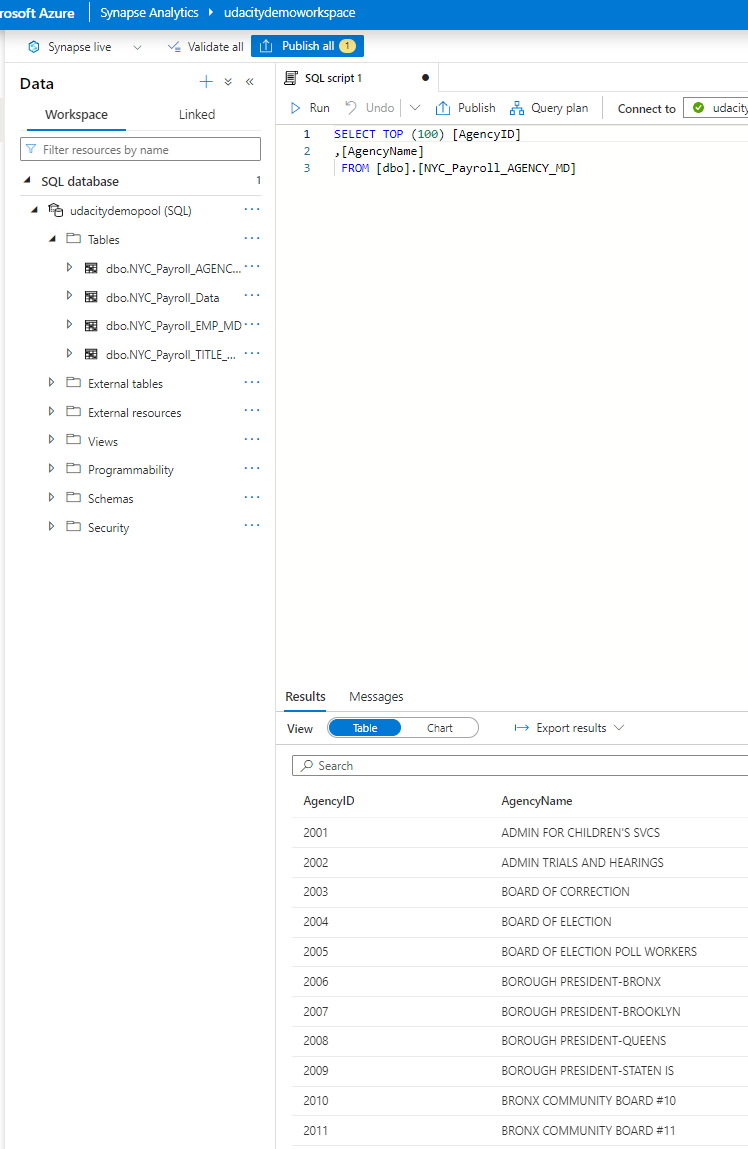 rosoft Azure Synapse Analytics udacitydemoworkspace
Synapse live Validate all Publish all 1
Data
Workspace Linked
Filter resources by name
SQL database 1
udacitydemopool (SQL)
Tables
dbo.NYC_Payroll_AGENC...
dbo.NYC_Payroll_Data
dbo.NYC_Payroll_EMP_MD
dbo.NYC_Payroll_TITLE_...
External tables
External resources
Views
Programmability
Schemas
Security
SQL script 1
Run Undo Publish Query plan Connect to udacity
1 SELECT TOP (100) [AgencyID]
2 ,[AgencyName]
3 FROM [dbo].[NYC_Payroll_AGENCY_MD]
Results Messages
View Table Chart Export results
Search
AgencyID AgencyName
2001 ADMIN FOR CHILDREN'S SVCS
2002 ADMIN TRIALS AND HEARINGS
2003 BOARD OF CORRECTION
2004 BOARD OF ELECTION
2005 BOARD OF ELECTION POLL WORKERS
2006 BOROUGH PRESIDENT-BRONX
2007 BOROUGH PRESIDENT-BROOKLYN
2008 BOROUGH PRESIDENT-QUEENS
2009 BOROUGH PRESIDENT-STATEN IS
2010 BRONX COMMUNITY BOARD #10
2011 BRONX COMMUNITY BOARD #11